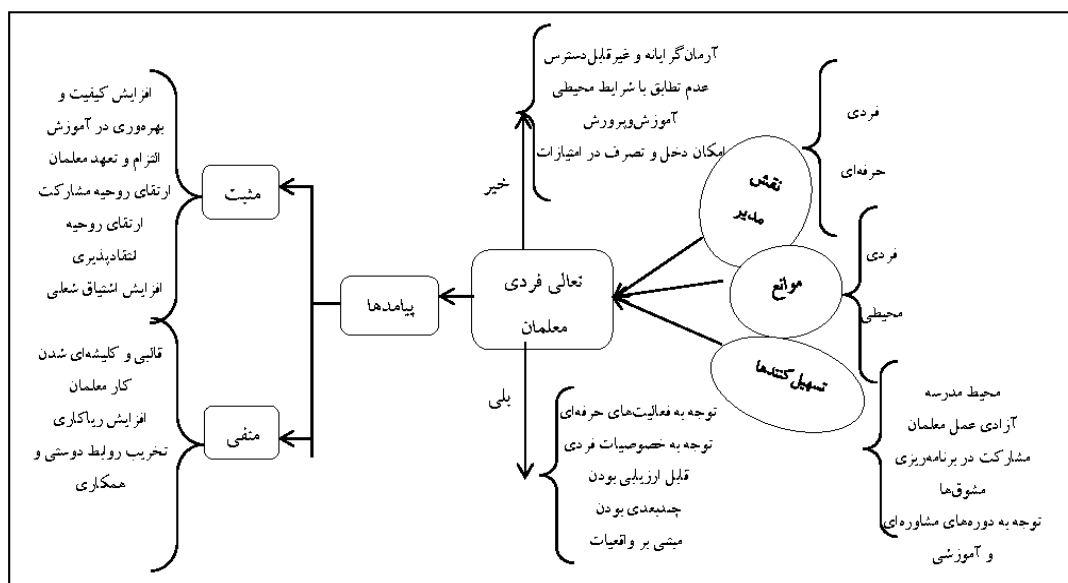 آرمان‌گرایانه و غیرقابل‌دسترس
عدم تطابق با شرایط محیطی
آموزش‌وپرورش
امکان دخل و تصرف در امتیازات
خیر
فردی
حرفه‌ای
نقش
مدیر
فردی
محیطی
موانع
تسهیل‌کنندها
محیط مدرسه
آزادی عمل معلمان
مشارکت در برنامه‌ریزی
مشوق‌ها
توجه به دوره‌های مشاوره‌ای
و آموزشی
تعالی فردی
معلمان
بلی
توجه به فعالیت‌های حرفه‌ای
توجه به خصوصیات فردی
قابل ارزیابی بودن
چندبعدی بودن
مبتنی بر واقعیات
پیامدها
مثبت
افزایش کیفیت و
بهره‌وری در آموزش
التزام و تعهد معلمان
ارتقای روحیه مشارکت
ارتقای روحیه
انتقادپذیری
افزایش اشتیاق شغلی
منفی
قالبی و کلیشه‌ای شدن
کار معلمان
افزایش ریاکاری
تخریب روابط دوستی و
همکاری